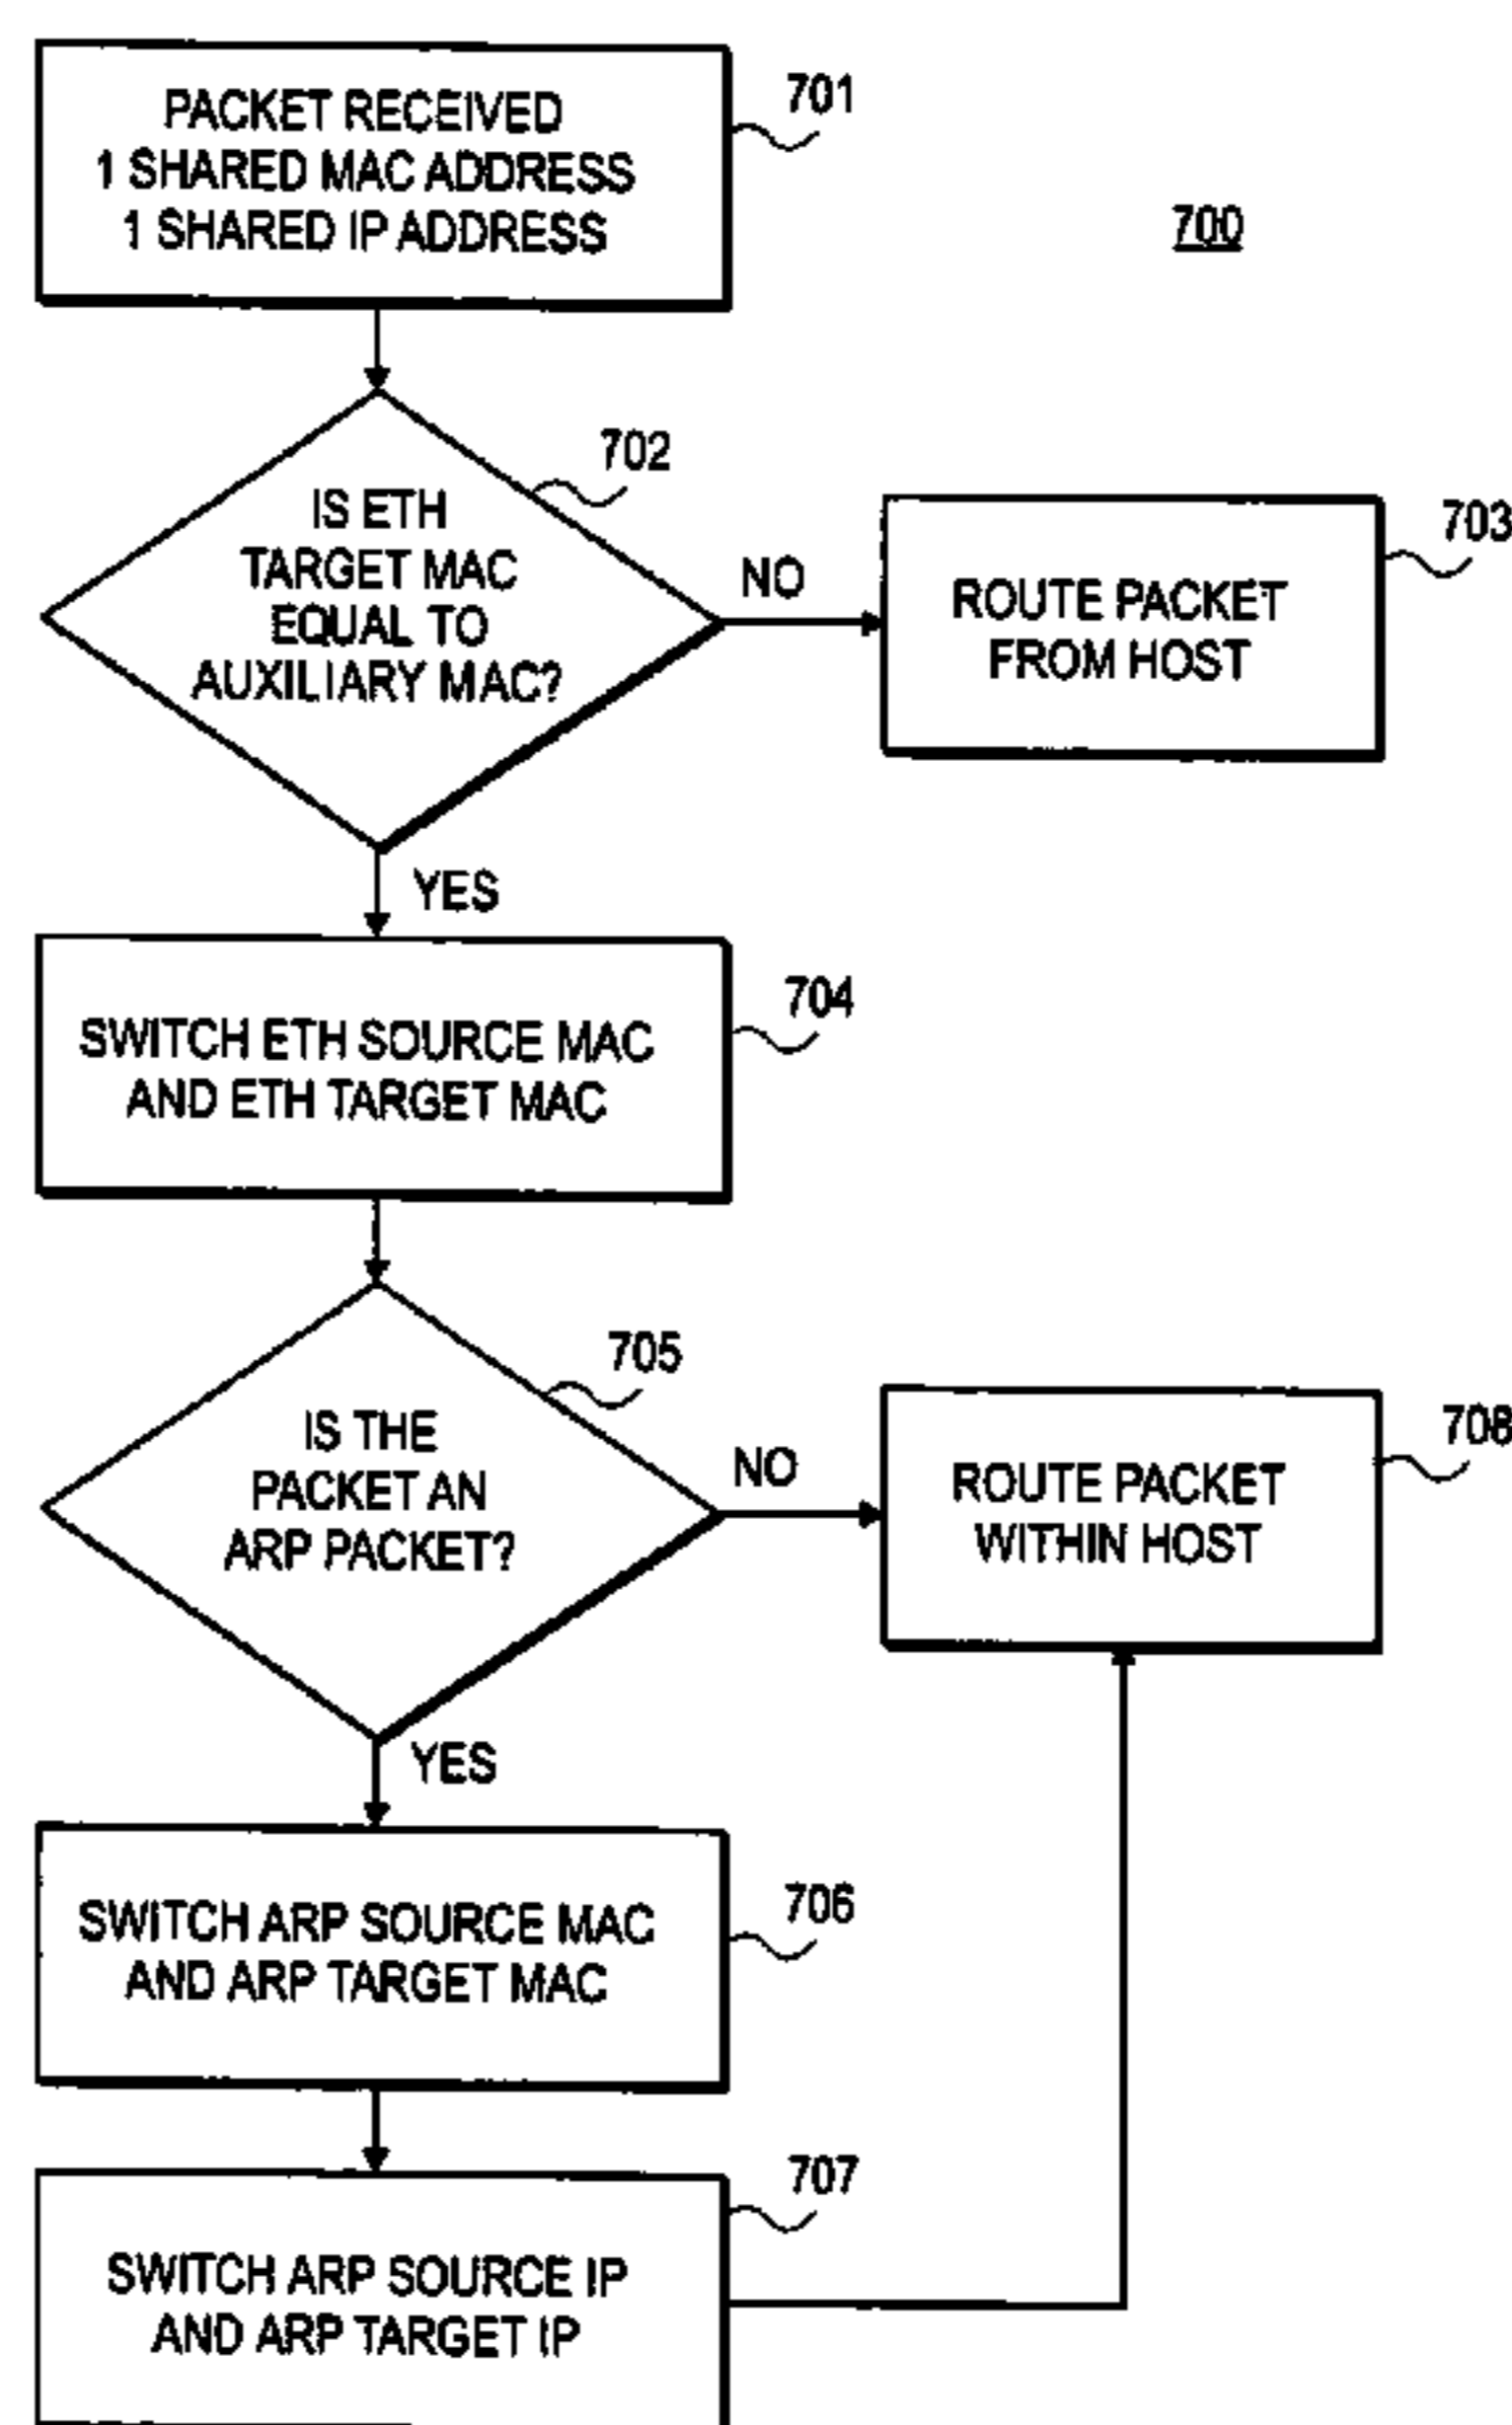 PACKET RECEIVED
1 SHARED MAC ADDRESS
1 SHARED IP ADDRESS
701
700
702
IS ETH
TARGET MAC
EQUAL TO
AUXILIARY MAC?
NO
703
ROUTE PACKET
FROM HOST
YES
704
SWITCH ETH SOURCE MAC
AND ETH TARGET MAC
705
IS THE
PACKET AN
ARP PACKET?
NO
708
ROUTE PACKET
WITHIN HOST
YES
706
SWITCH ARP SOURCE MAC
AND ARP TARGET MAC
707
SWITCH ARP SOURCE IP
AND ARP TARGET IP